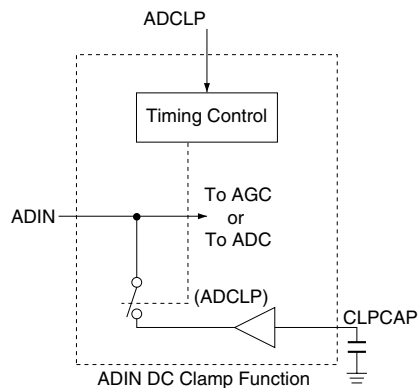 ADCLP
Timing Control
ADIN
To AGC
or
To ADC
(ADCLP)
CLPCAP
ADIN DC Clamp Function